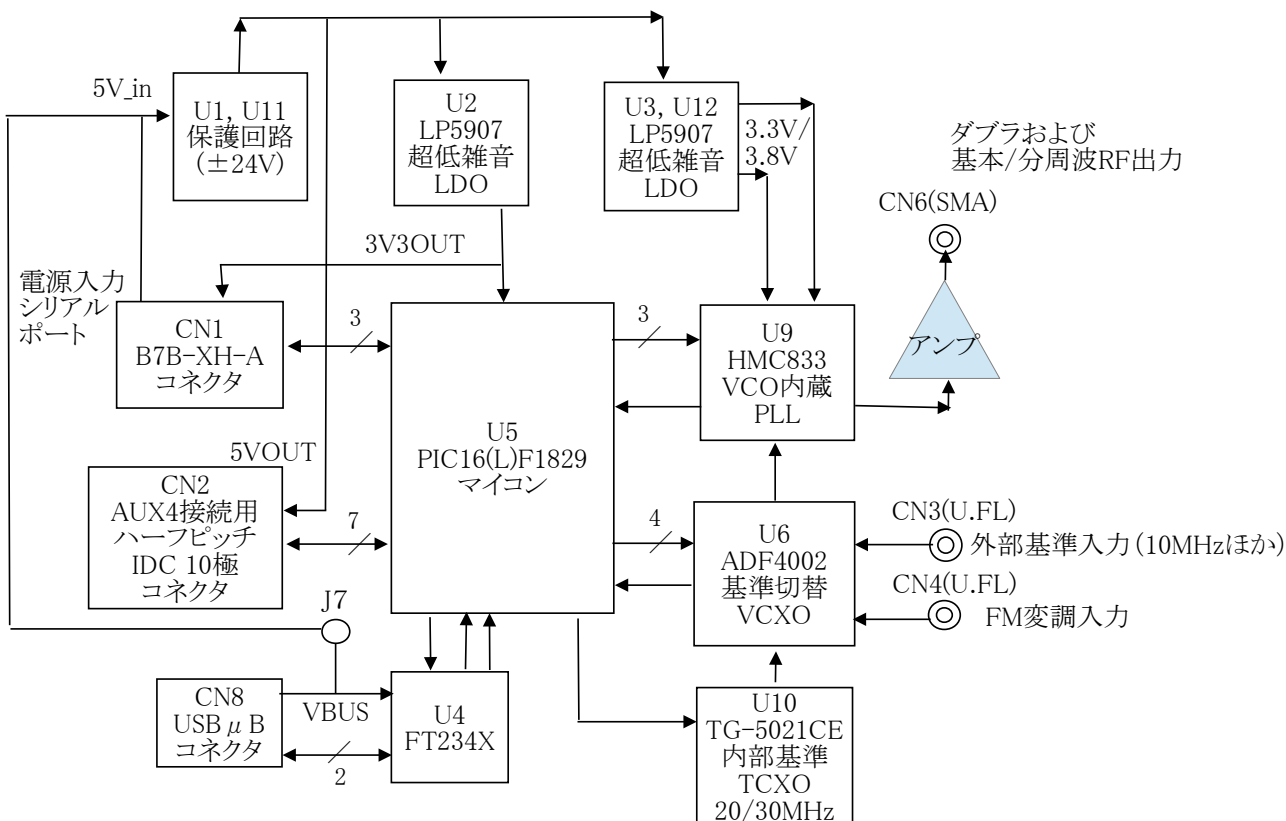 5V_in
U1, U11
保護回路
(±24V)
U2
LP5907
超低雑音
LDO
U3, U12
LP5907
超低雑音
LDO
3.3V/
3.8V
ダブラおよび
基本/分周波RF出力
CN6(SMA)
アンプ
3V3OUT
電源入力
シリアル
ポート
CN1
B7B-XH-A
コネクタ
3
U5
PIC16(L)F1829
マイコン
3
U9
HMC833
VCO内蔵
PLL
5VOUT
CN2
AUX4接続用
ハーフピッチ
IDC 10極
コネクタ
7
4
U6
ADF4002
基準切替
VCXO
CN3(U.FL)
外部基準入力(10MHzほか)
CN4(U.FL)
FM変調入力
J7
CN8
USBμB
コネクタ
VBUS
2
U4
FT234X
U10
TG-5021CE
内部基準
TCXO
20/30MHz